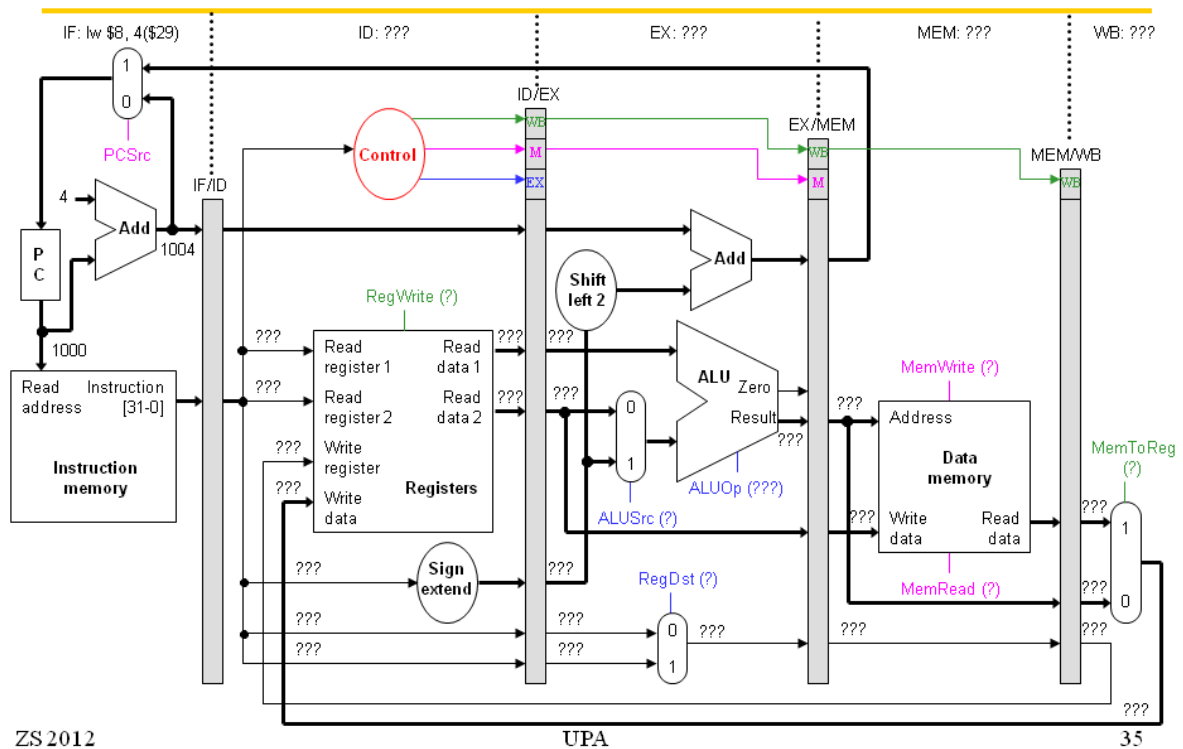 IF: lw $8, 4($29)
ID: ???
EX: ???
MEM: ???
WB: ???
1
0
PCSrc
4
Add
1004
P
C
1000
Read
address
Instruction
[31-0]
Instruction
memory
IF/ID
Control
ID/EX
WB
M
EX
EX/MEM
WB
M
MEM/WB
WB
Shift
left 2
Add
RegWrite (?)
???
???
???
???
Read
register 1
Read
data 1
Read
register 2
Read
data 2
Write
register
Write
data
Registers
???
???
???
???
0
1
ALUSrc (?)
ALU
Zero
Result
???
ALUOp (???)
???
???
MemWrite (?)
Address
Data
memory
Write
data
Read
data
MemRead (?)
MemToReg
(?)
???
???
1
0
???
Sign
extend
???
RegDst (?)
???
???
???
???
0
1
???
???
???
???
ZS 2012
UPA
35